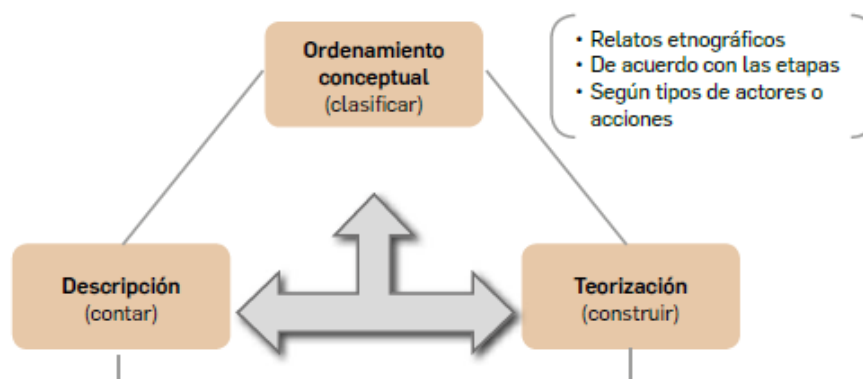 Ordenamiento
conceptual
(clasificar)
• Relatos etnográficos
• De acuerdo con las etapas
• Según tipos de actores o
acciones
Descripción
(contar)
Teorización
(construir)